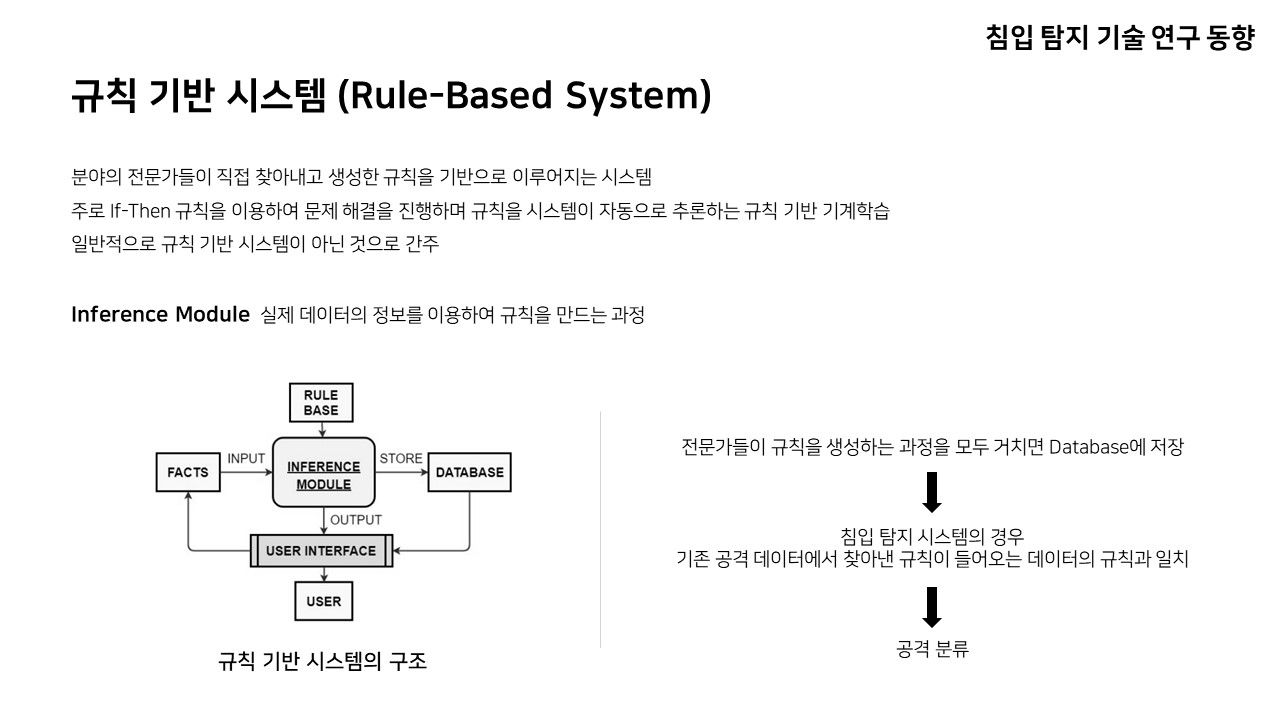 침입 탐지 기술 연구 동향
규칙 기반 시스템 (Rule-Based System)
분야의 전문가들이 직접 찾아내고 생성한 규칙을 기반으로 이루어지는 시스템
주로 If-Then 규칙을 이용하여 문제 해결을 진행하며 규칙을 시스템이 자동으로 추론하는 규칙 기반 기계학습
일반적으로 규칙 기반 시스템이 아닌 것으로 간주
Inference Module 실제 데이터의 정보를 이용하여 규칙을 만드는 과정
RULE
BASE
FACTS
INPUT
INFERENCE
MODULE
STORE
DATABASE
OUTPUT
USER INTERFACE
USER
규칙 기반 시스템의 구조
전문가들이 규칙을 생성하는 과정을 모두 거치면 Database에 저장
침입 탐지 시스템의 경우
기존 공격 데이터에서 찾아낸 규칙이 들어오는 데이터의 규칙과 일치
공격 분류